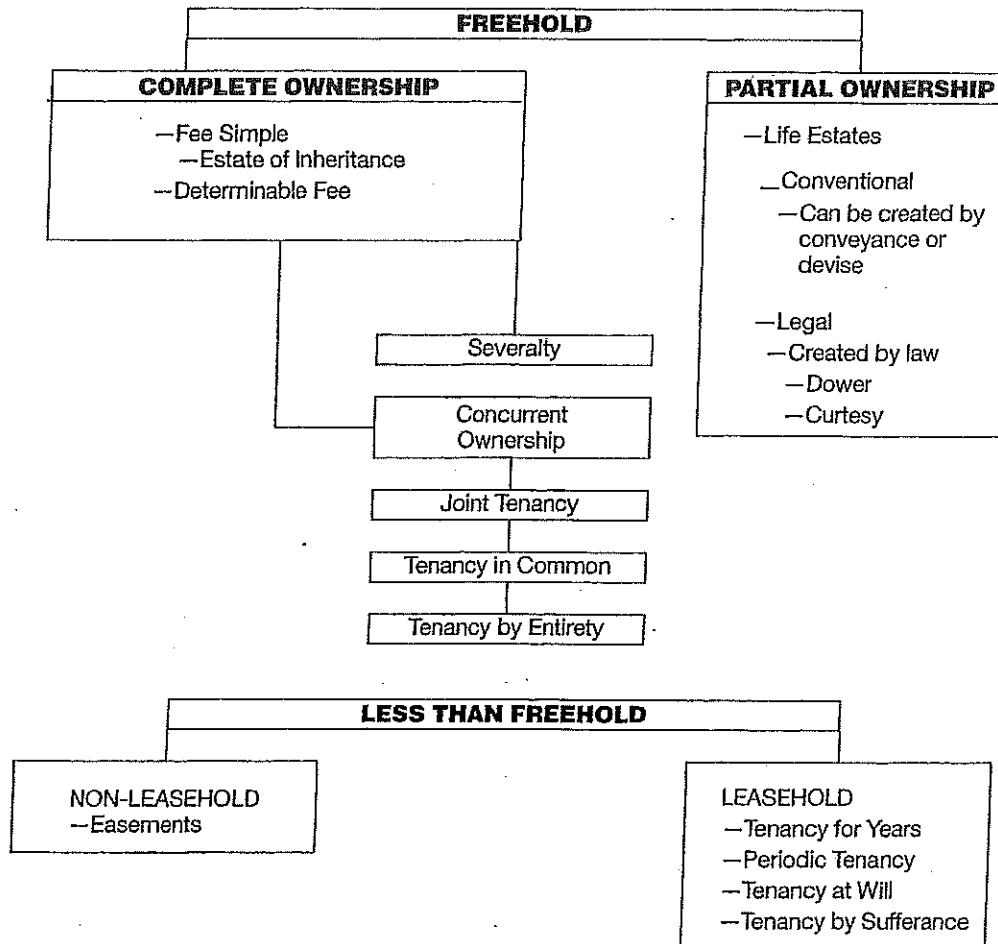 FREEHOLD
COMPLETE OWNERSHIP
—Fee Simple
—Estate of Inheritance
—Determinable Fee
PARTIAL OWNERSHIP
—Life Estates
—Conventional
—Can be created by
conveyance or
devise
—Legal
—Created by law
—Dower
—Curtesy
Severalty
Concurrent
Ownership
Joint Tenancy
Tenancy in Common
Tenancy by Entirety
LESS THAN FREEHOLD
NON-LEASEHOLD
—Easements
LEASEHOLD
—Tenancy for Years
—Periodic Tenancy
—Tenancy at Will
—Tenancy by Sufferance